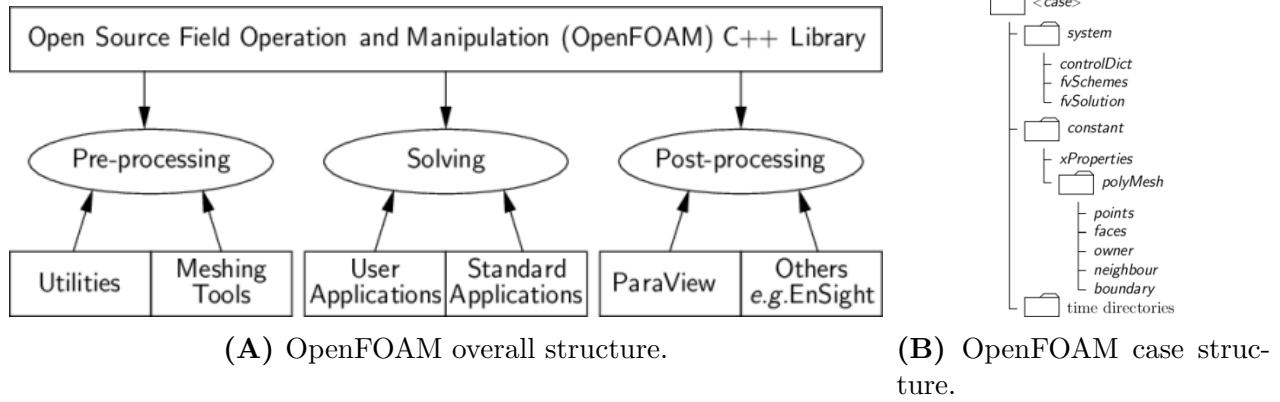 Open Source Field Operation and Manipulation (OpenFOAM) C++ Library
Pre-processing
Solving
Post-processing
Utilities
Meshing
Tools
User
Applications
Standard
Applications
ParaView
Others
e.g.EnSight
(A) OpenFOAM overall structure.
<case>
system
controlDict
fvSchemes
fvSolution
constant
xProperties
polyMesh
points
faces
owner
neighbour
boundary
time directories
(B) OpenFOAM case struc-
ture.